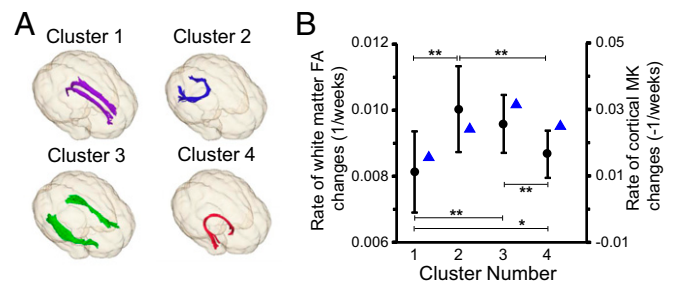 A
Cluster 1
Cluster 2
Cluster 3
Cluster 4
B
Rate of white matter FA
changes (1/weeks)
0.012
0.010
0.008
0.006
**
**
**
**
*
0.05
0.03
0.01
-0.01
Rate of cortical MK
changes (-1/weeks)
1 2 3 4
Cluster Number